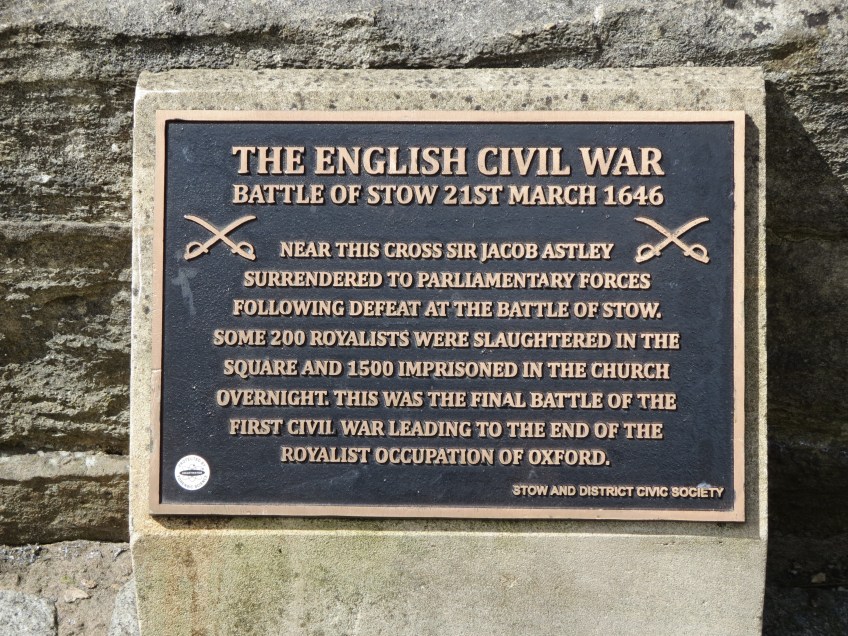 THE ENGLISH CIVIL WAR
BATTLE OF STOW 21ST MARCH 1646
NEAR THIS CROSS SIR JACOB ASTLEY
SURRENDERED TO PARLIAMENTARY FORCES
FOLLOWING DEFEAT AT THE BATTLE OF STOW.
SOME 200 ROYALISTS WERE SLAUGHTERED IN THE
SQUARE AND 1500 IMPRISONED IN THE CHURCH
OVERNIGHT. THIS WAS THE FINAL BATTLE OF THE
FIRST CIVIL WAR LEADING TO THE END OF THE
ROYALIST OCCUPATION OF OXFORD.
STOW AND DISTRICT CIVIC SOCIETY